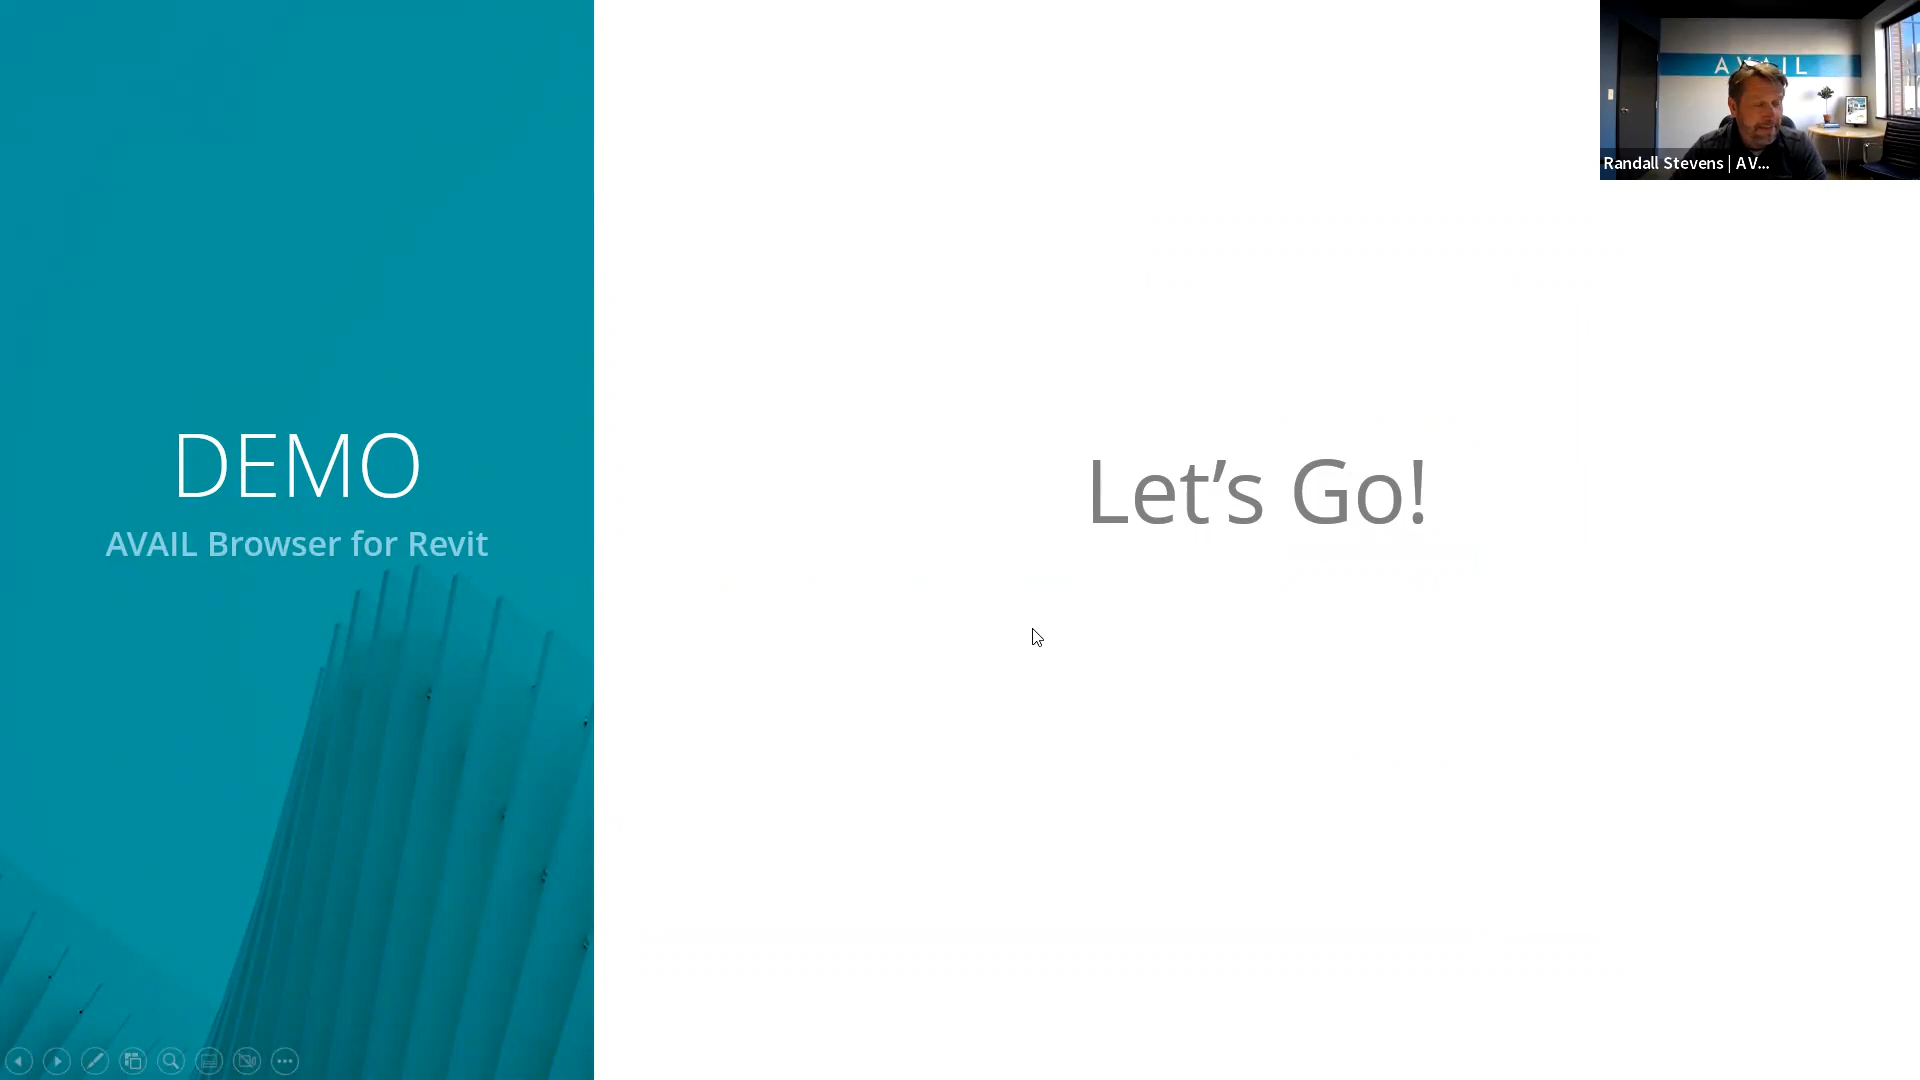 AVAIL
Randall Stevens | AV...
DEMO
AVAIL Browser for Revit
Let’s Go!